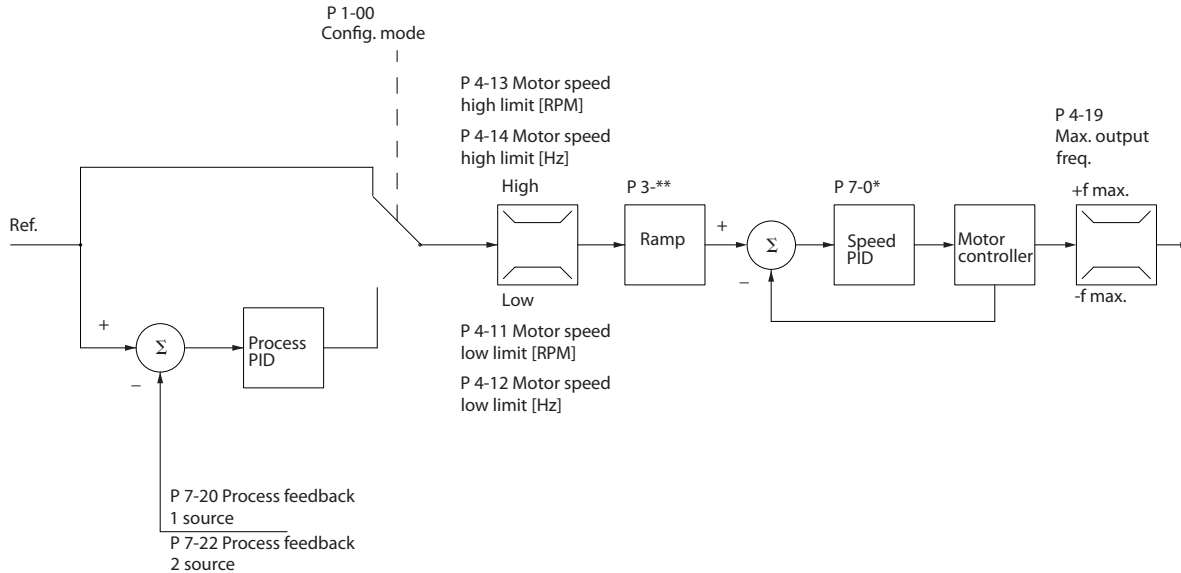 P 1-00
Config. mode
P 4-13 Motor speed
high limit [RPM]
P 4-14 Motor speed
high limit [Hz]
P 4-19
Max. output
freq.
High
P 3-**
P 7-0*
+f max.
Ref.
Ramp
+
Σ
_
Speed
PID
Motor
controller
Low
-f max.
P 4-11 Motor speed
low limit [RPM]
P 4-12 Motor speed
low limit [Hz]
+
Σ
_
Process
PID
P 7-20 Process feedback
1 source
P 7-22 Process feedback
2 source